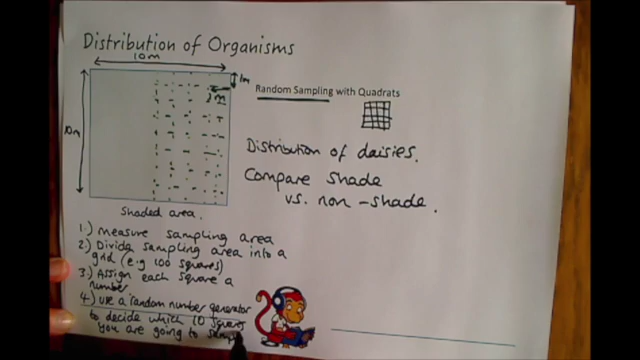 Distribution of Organisms
10m
1m
Random Sampling with Quadrats
10m
Distribution of daisies.
Compare shade
vs. non-shade.
Shaded area.
1.) measure sampling area
2.) Divide sampling area into a
grid (e.g 100 squares)
3.) Assign each square a
number
4.) use a random number generator
to decide which 10 squares
you are going to sample